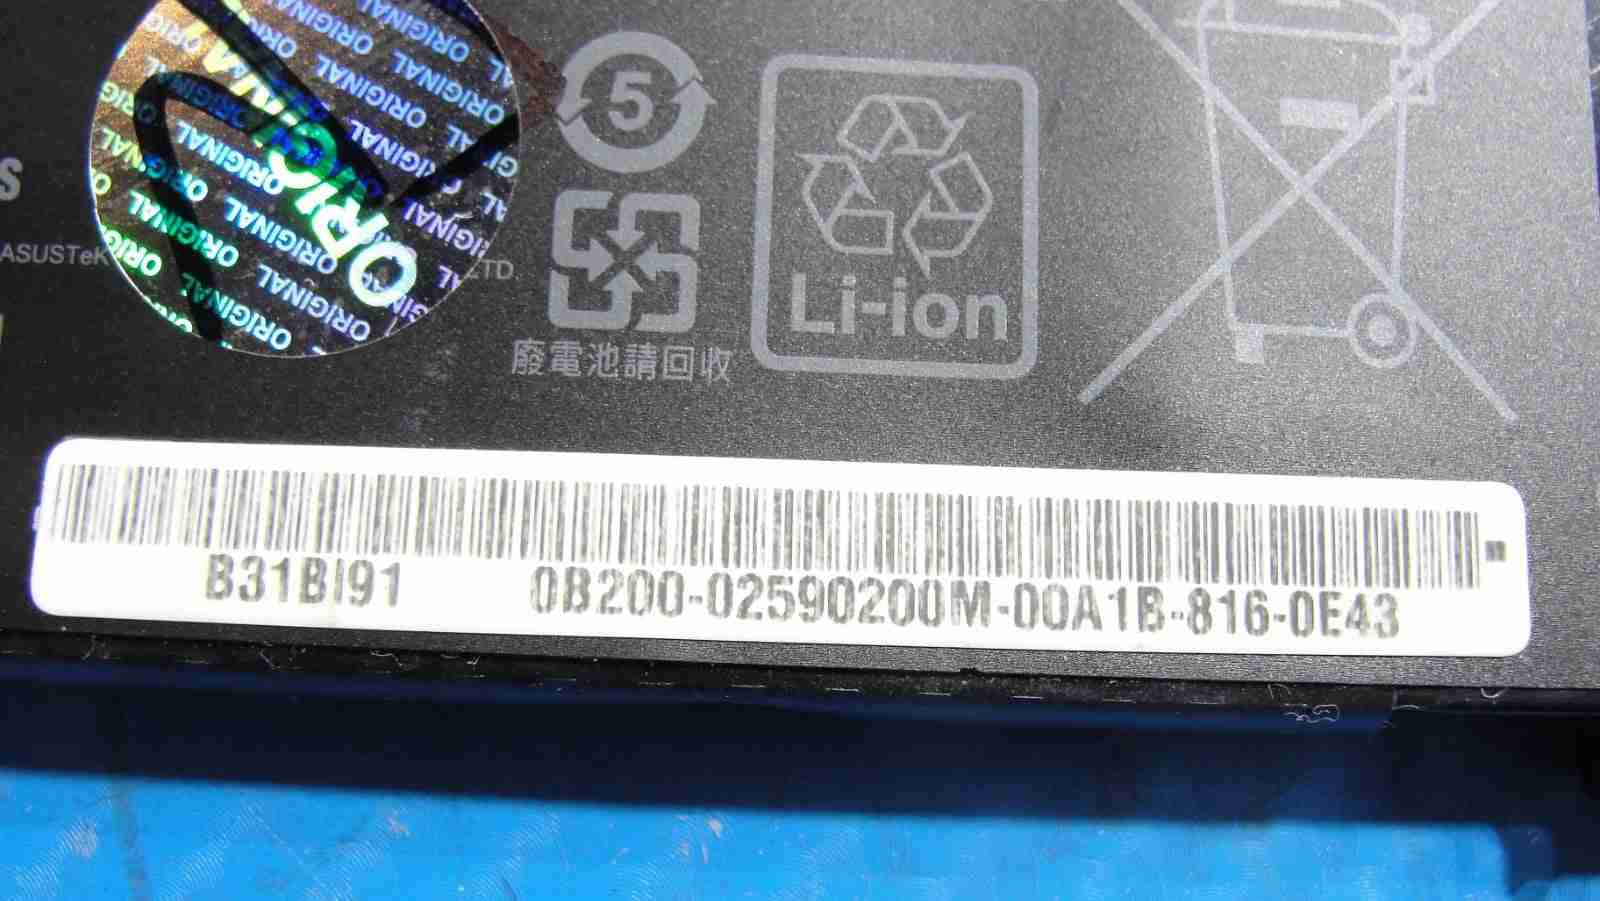 ORIGINAL
5
S
ASUSTeK
LTD.
Li-ion
廢電池請回收
B31BI91 0B200-02590200M-00A1B-816-0E43